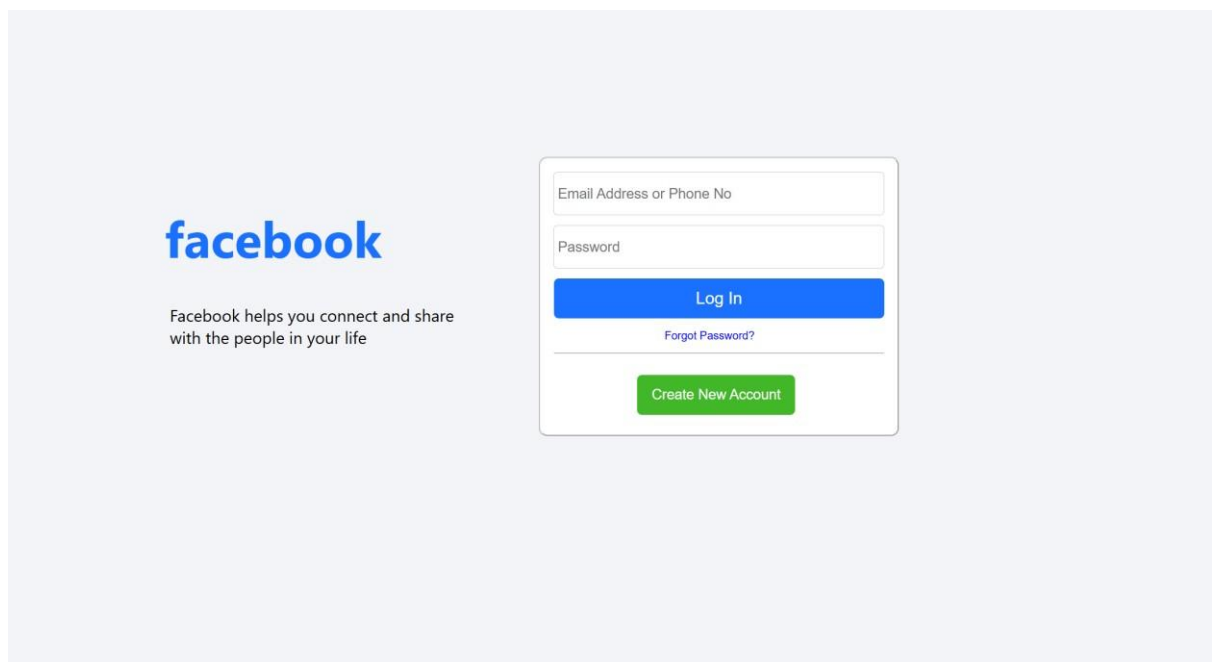 facebook
Facebook helps you connect and share
with the people in your life
Email Address or Phone No
Password
Log In
Forgot Password?
Create New Account